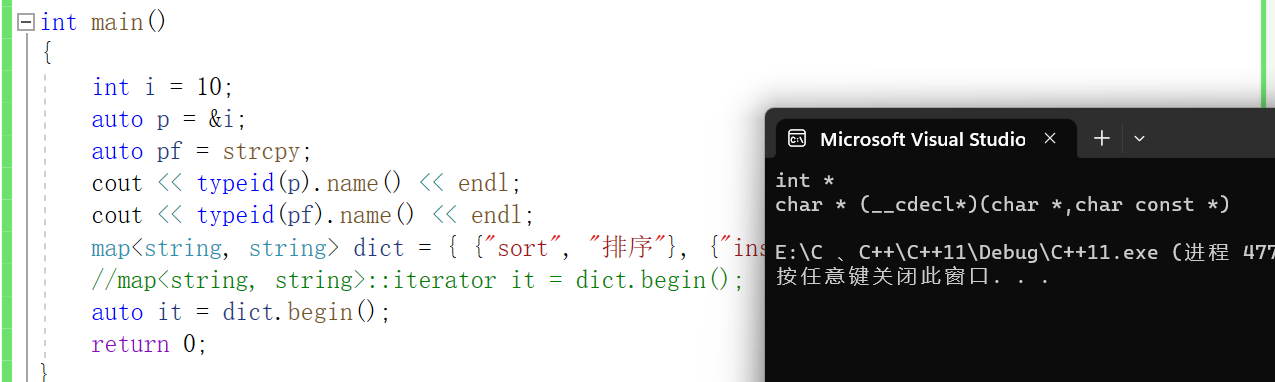 int main()
{
int i = 10;
auto p = &i;
auto pf = strcpy;
cout << typeid(p).name() << endl;
cout << typeid(pf).name() << endl;
map<string, string> dict = { {"sort", "排序"}, {"ins
//map<string, string>::iterator it = dict.begin();
auto it = dict.begin();
return 0;
}
Microsoft Visual Studio
int *
char * (__cdecl*)(char *,char const *)
E:\C 、C++\C++11\Debug\C++11.exe (进程 477
按任意键关闭此窗口. . .